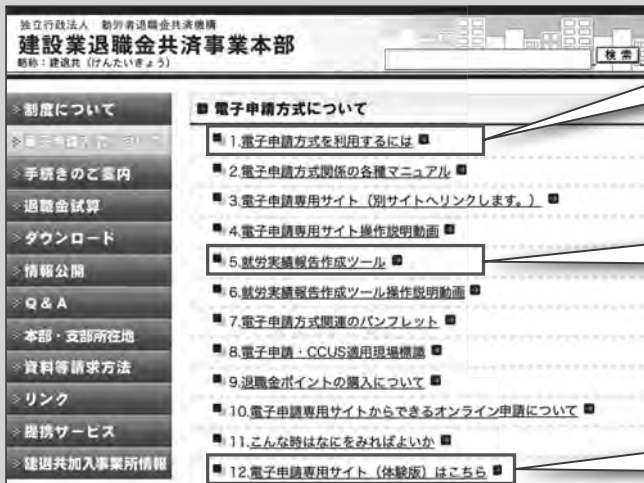 独立行政法人 勤労者退職金共済機構
建設業退職金共済事業本部
略称:建退共(けんたいきょう)
検索
制度について
手続きのご案内
退職金試算
ダウンロード
情報公開
Q&A
本部・支部所在地
資料等請求方法
リンク
提携サービス
建退共加入事業所情報
電子申請方式について
1.電子申請方式を利用するには
2.電子申請方式関係の各種マニュアル
3.電子申請専用サイト(別サイトへリンクします。)
4.電子申請専用サイト操作説明動画
5.就労実績報告作成ツール
6.就労実績報告作成ツール操作説明動画
7.電子申請方式関連のパンフレット
8.電子申請・CCUS適用現場標識
9.退職金ポイントの購入について
10.電子申請専用サイトからできるオンライン申請について
11.こんな時はなにをみればよいか
12.電子申請専用サイト(体験版)はこちら